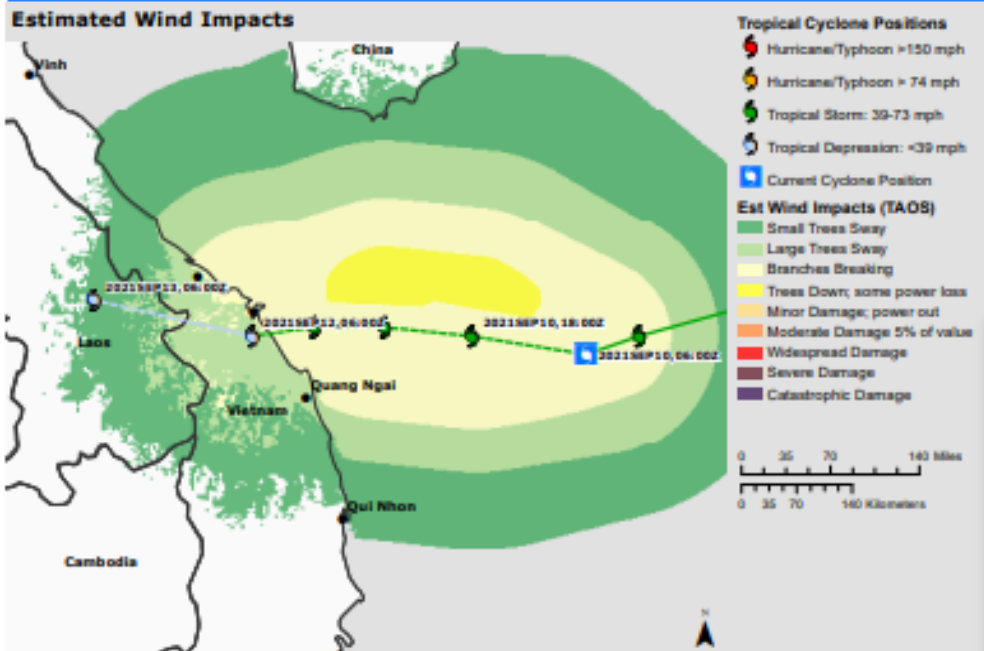 Estimated Wind Impacts
China
Vinh
2021SEP13,06:00Z
2021SEP12,06:00Z
2021SEP10,18:00Z
2021SEP10,06:00Z
Laos
Quang Ngai
Vietnam
Qui Nhon
Cambodia
N
Tropical Cyclone Positions
Hurricane/Typhoon >150 mph
Hurricane/Typhoon > 74 mph
Tropical Storm: 39-73 mph
Tropical Depression: <39 mph
Current Cyclone Position
Est Wind Impacts (TAOS)
Small Trees Sway
Large Trees Sway
Branches Breaking
Trees Down; some power loss
Minor Damage; power out
Moderate Damage 5% of value
Widespread Damage
Severe Damage
Catastrophic Damage
0 35 70 140 Miles
0 35 70 140 Kilometers